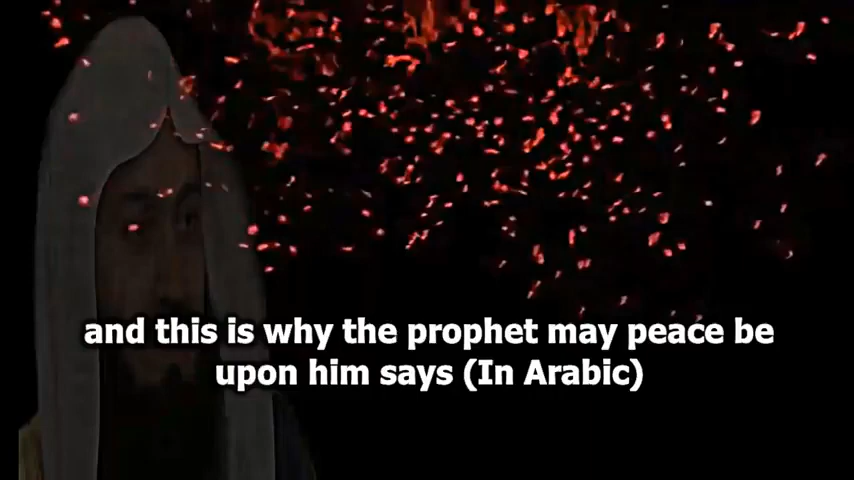 and this is why the prophet may peace be
upon him says (In Arabic)